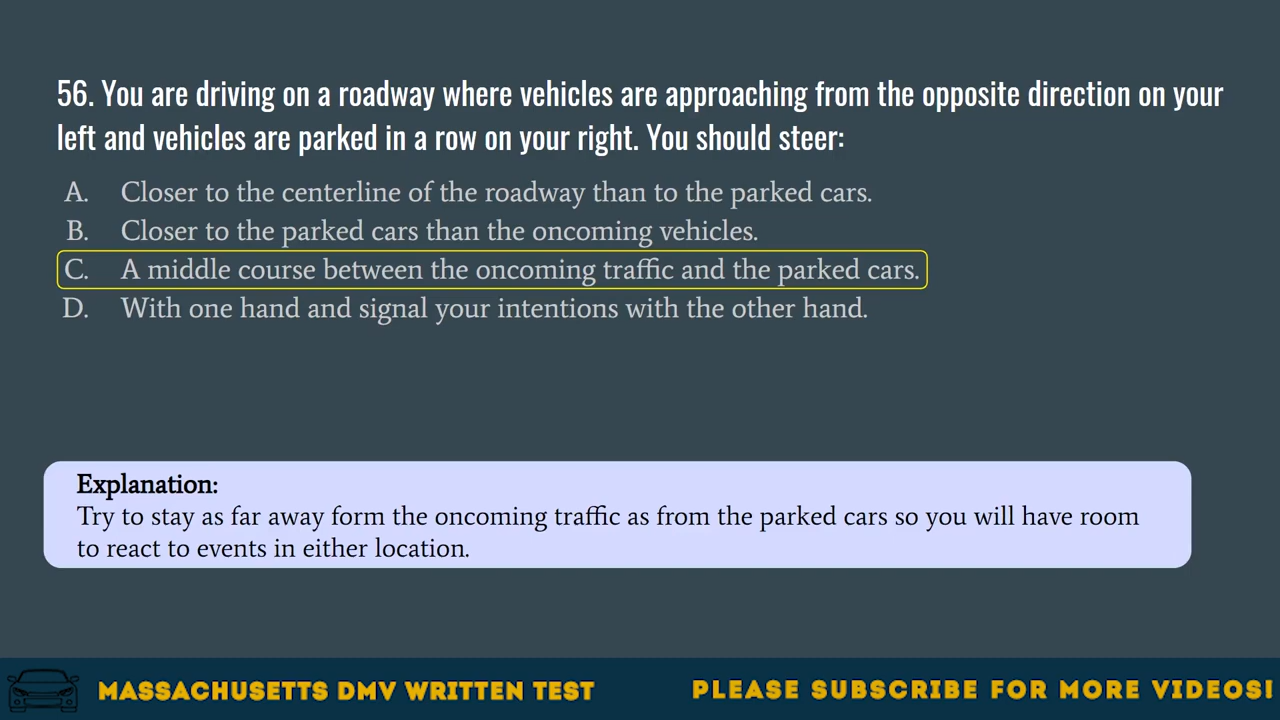 56. You are driving on a roadway where vehicles are approaching from the opposite direction on your
left and vehicles are parked in a row on your right. You should steer:
A. Closer to the centerline of the roadway than to the parked cars.
B. Closer to the parked cars than the oncoming vehicles.
C. A middle course between the oncoming traffic and the parked cars.
D. With one hand and signal your intentions with the other hand.
Explanation:
Try to stay as far away form the oncoming traffic as from the parked cars so you will have room
to react to events in either location.
MASSACHUSETTS DMV WRITTEN TEST
PLEASE SUBSCRIBE FOR MORE VIDEOS!